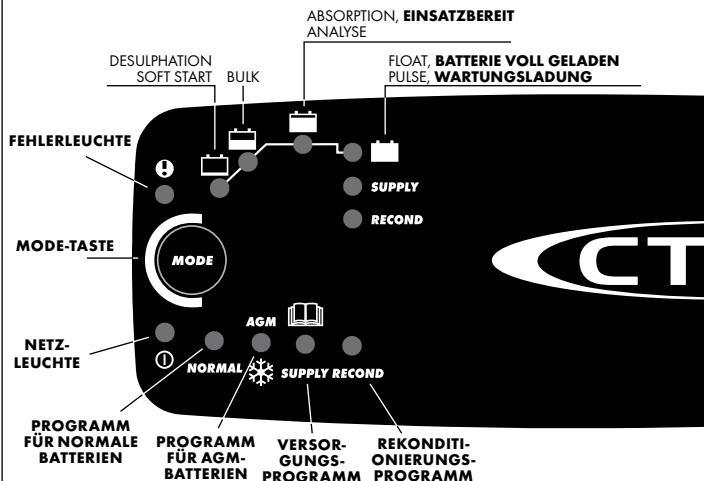 ABSORPTION, EINSATZBEREIT
ANALYSE
DESULPHATION
SOFT START
BULK
FLOAT, BATTERIE VOLL GELADEN
PULSE, WARTUNGSLADUNG
FEHLERLEUCHTE
SUPPLY
RECOND
MODE-TASTE
MODE
CT
NETZ-
LEUCHTE
AGM
NORMAL
SUPPLY RECOND
PROGRAMM
FÜR NORMALE
BATTERIEN
PROGRAMM
FÜR AGM-
BATTERIEN
VERSOR-
GUNGS-
PROGRAMM
REKONDITI-
ONIERUNGS-
PROGRAMM